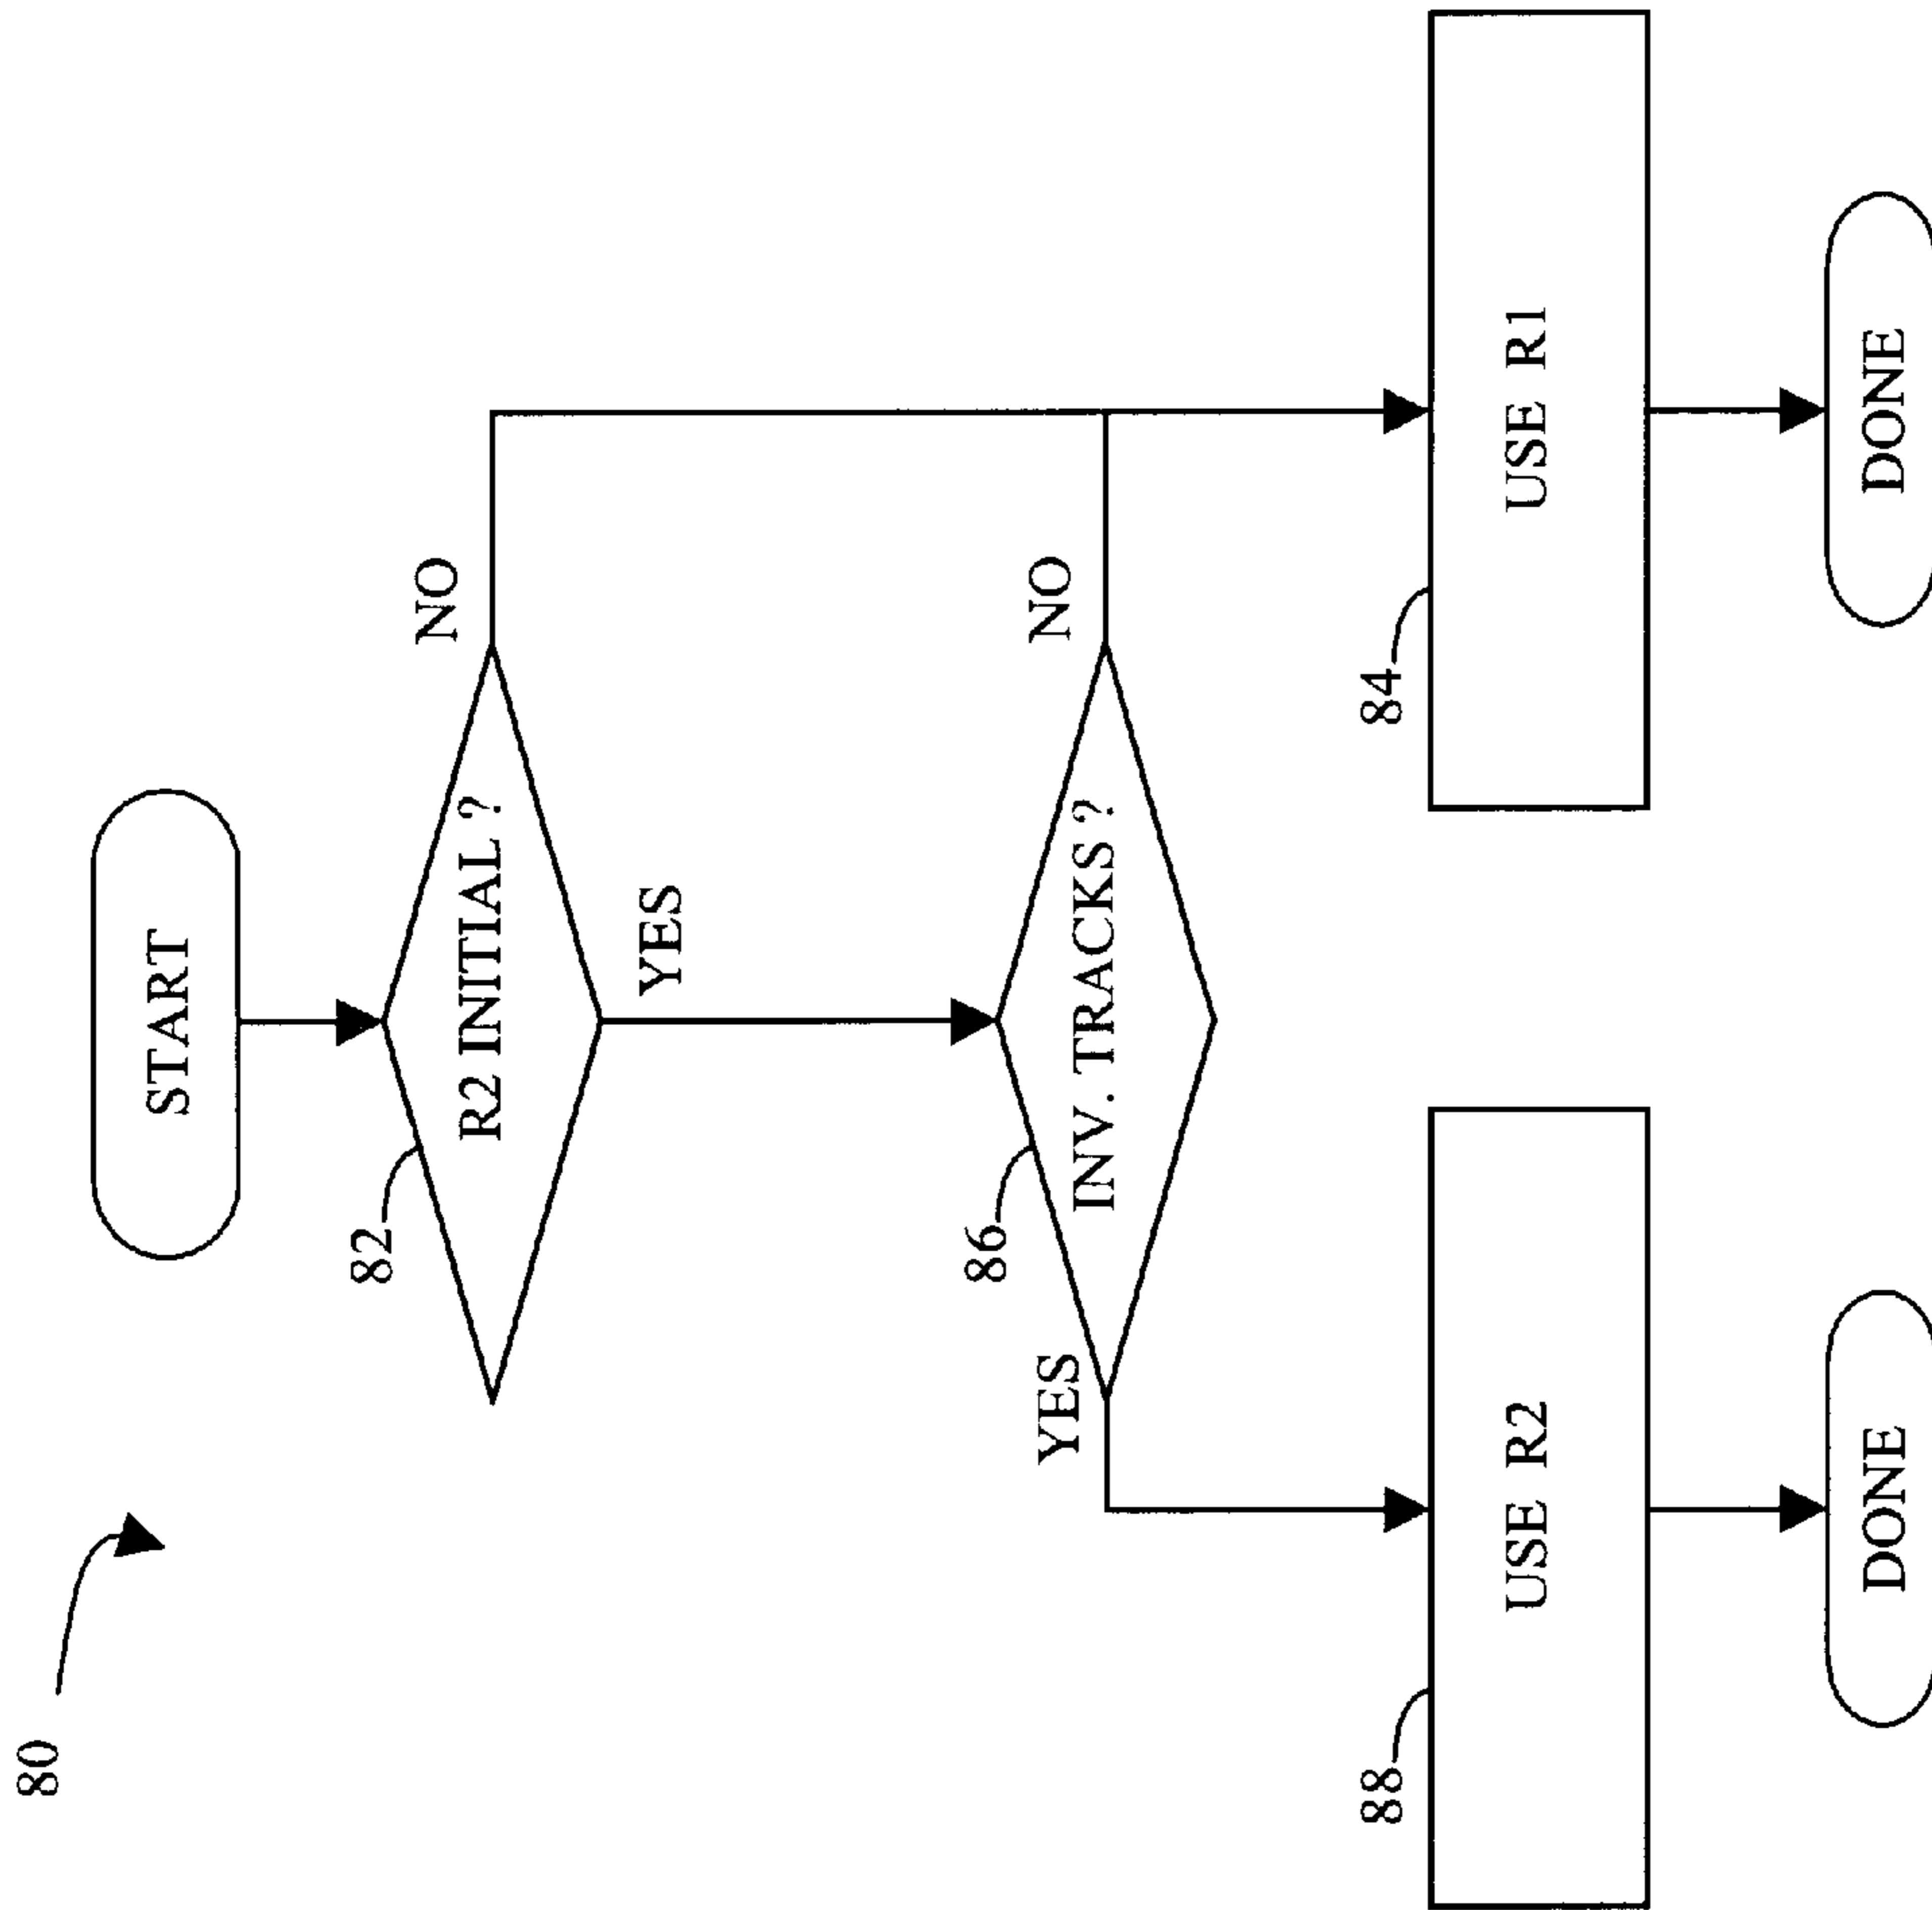 80
START
82
R2 INITIAL ?
NO
YES
86
INV. TRACKS ?
YES
NO
88
USE R2
84
USE R1
DONE
DONE